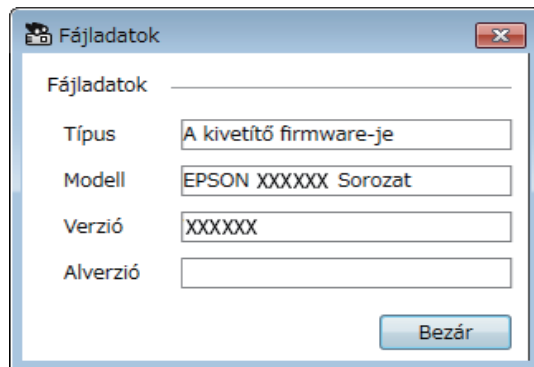 Fájladatok
Fájladatok
Típus A kivetítő firmware-je
Modell EPSON XXXXXX Sorozat
Verzió XXXXXX
Alverzió
Bezár